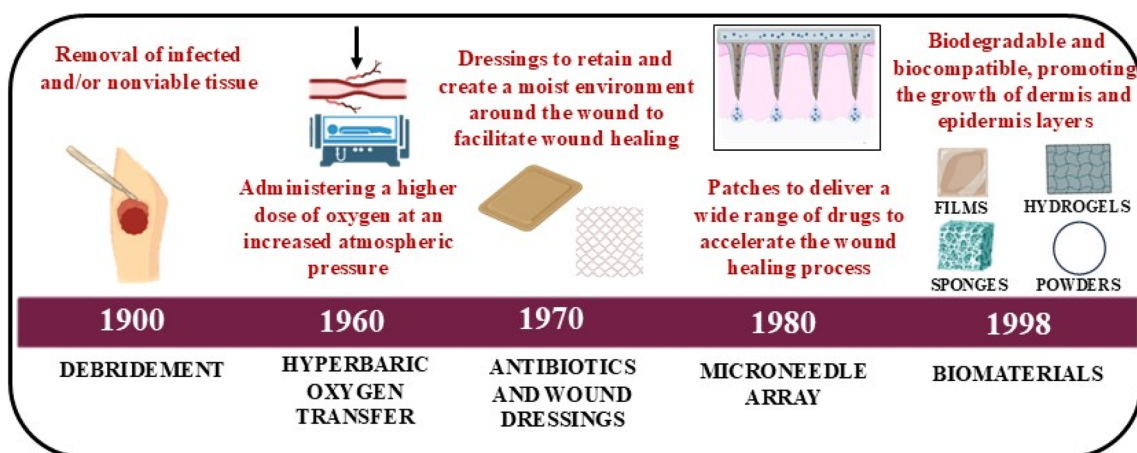 Removal of infected
and/or nonviable tissue
1900
DEBRIDEMENT
Administering a higher
dose of oxygen at an
increased atmospheric
pressure
1960
HYPERBARIC
OXYGEN
TRANSFER
Dressings to retain and
create a moist environment
around the wound to
facilitate wound healing
1970
ANTIBIOTICS
AND WOUND
DRESSINGS
Patches to deliver a
wide range of drugs to
accelerate the wound
healing process
1980
MICRONEEDLE
ARRAY
Biodegradable and
biocompatible, promoting
the growth of dermis and
epidermis layers
FILMS
HYDROGELS
SPONGES
POWDERS
1998
BIOMATERIALS